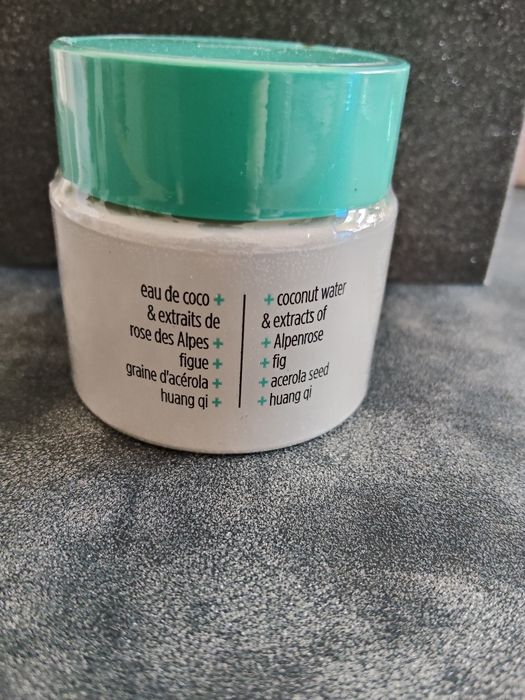 eau de coco +
& extraits de
rose des Alpes +
figue +
graine d'acérola +
huang qi +
+ coconut water
& extracts of
+ Alpenrose
+ fig
+ acerola seed
+ huang qi